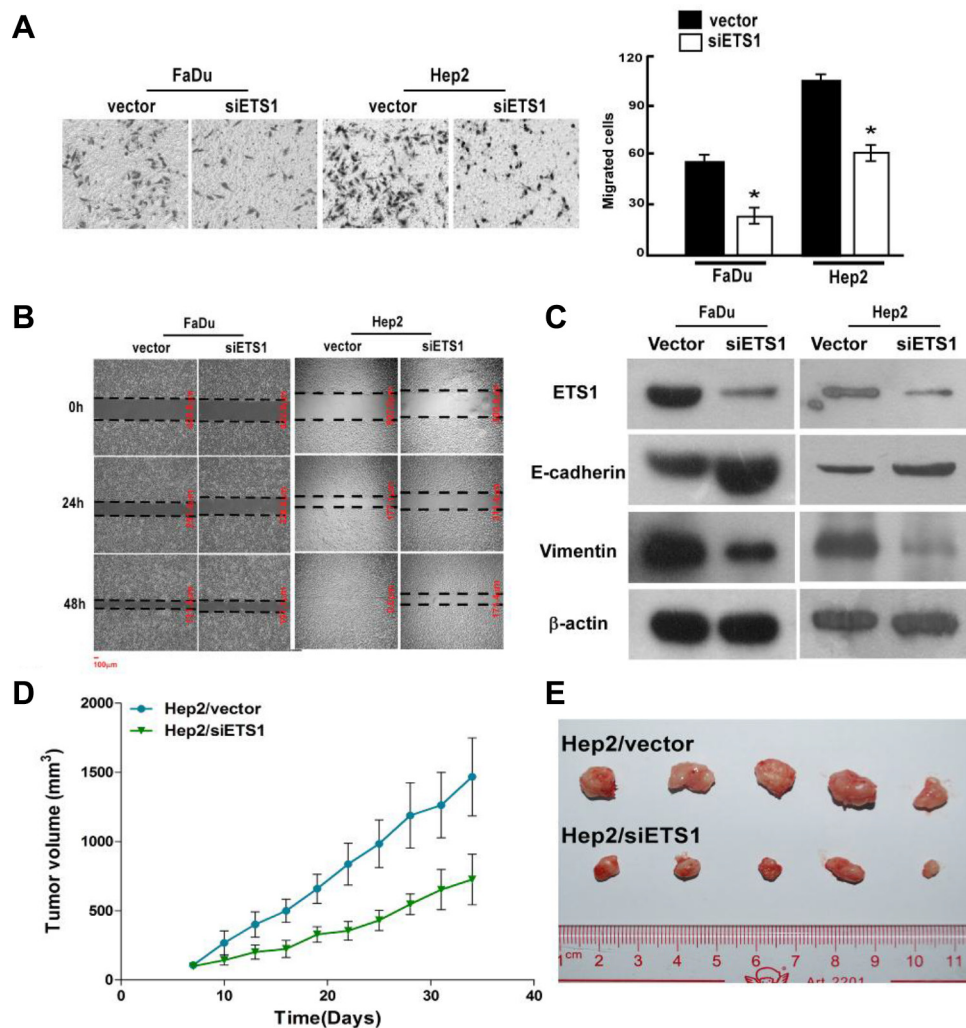 A
FaDu
Hep2
vector siETS1 vector siETS1
vector
siETS1
Migrated cells
120
90
60
30
0
* *
FaDu Hep2
B
FaDu Hep2
vector siETS1 vector siETS1
0h
24h
48h
100μm
C
FaDu Hep2
Vector siETS1 Vector siETS1
ETS1
E-cadherin
Vimentin
β-actin
D
Hep2/vector
Hep2/siETS1
Tumor volume (mm³)
2000
1500
1000
500
0
0 10 20 30 40
Time(Days)
E
Hep2/vector
Hep2/siETS1
1cm 2 3 4 5 6 7 8 9 10 11
Art 2201